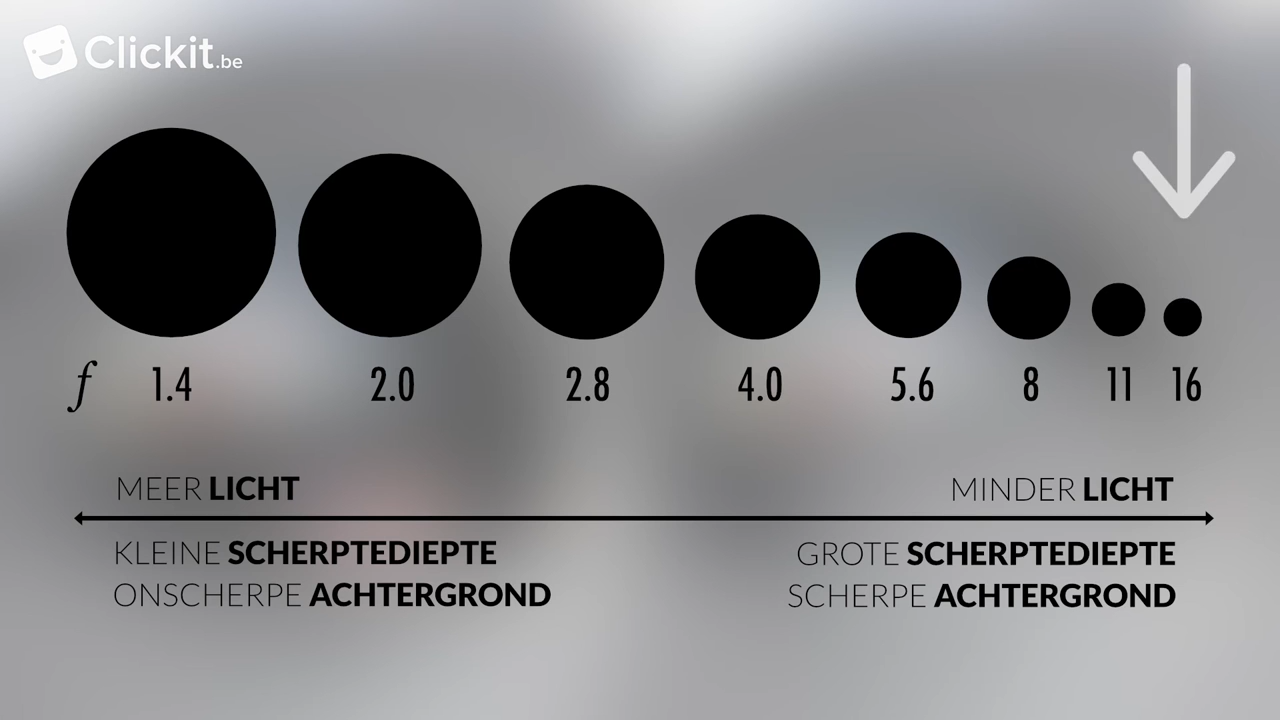 Clickit.be
f 1.4 2.0 2.8 4.0 5.6 8 11 16
MEER LICHT MINDER LICHT
KLEINE SCHERPTEDIEPTE GROTE SCHERPTEDIEPTE
ONSCHERPE ACHTERGROND SCHERPE ACHTERGROND